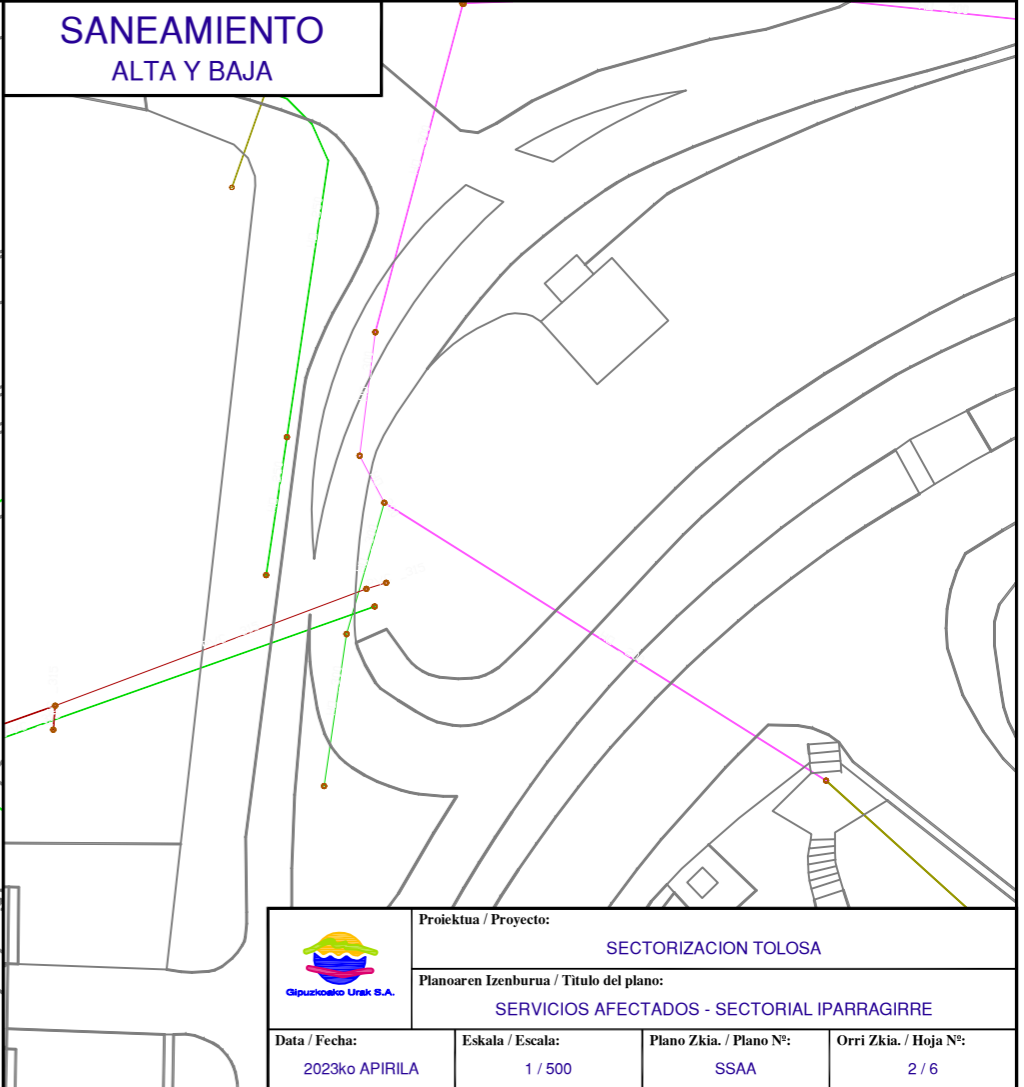 SANEAMIENTO
ALTA Y BAJA
Gipuzkoako Urak S.A.
Proiektua / Proyecto:
SECTORIZACION TOLOSA
Planoaren Izenburua / Título del plano:
SERVICIOS AFECTADOS - SECTORIAL IPARRAGIRRE
Data / Fecha:
2023ko APIRILA
Eskala / Escala:
1 / 500
Plano Zkia. / Plano Nº:
SSAA
Orri Zkia. / Hoja Nº:
2 / 6